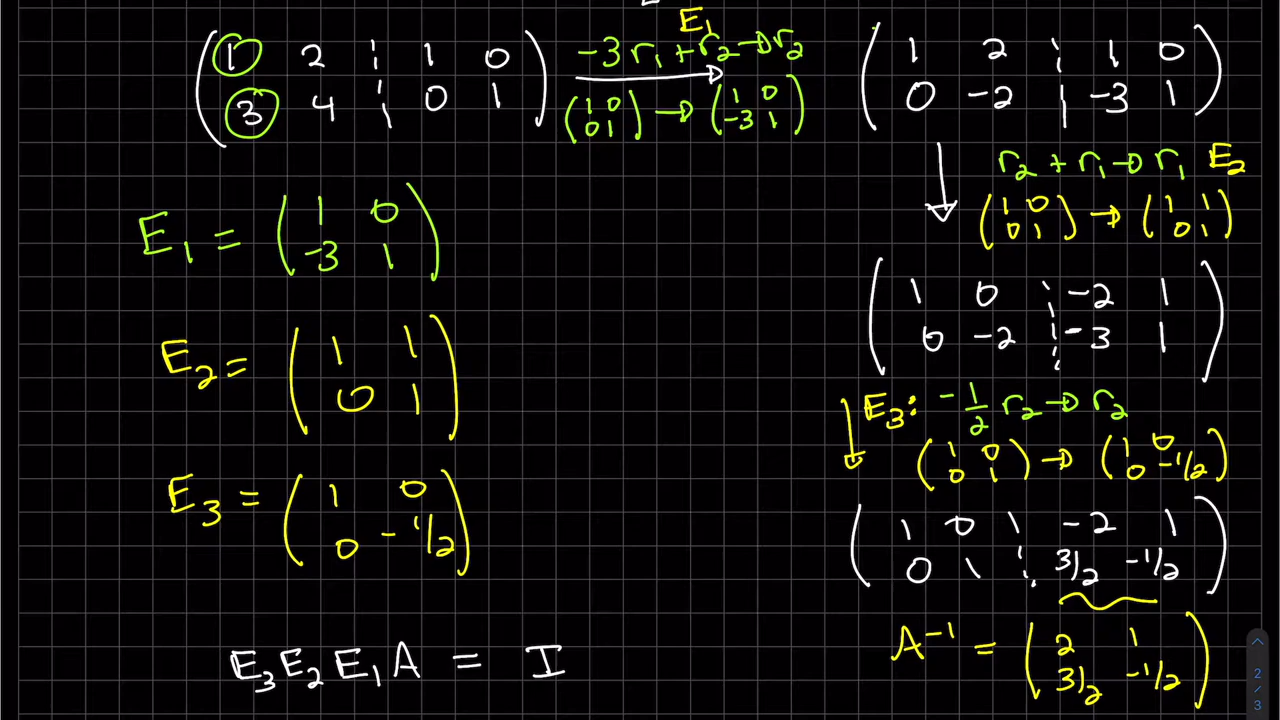 E₁
( 1 2 ¦ 1 0 ) -3 r₁ + r₂ → r₂ ( 1 2 ¦ 1 0 )
( 3 4 ¦ 0 1 ) ( 1 0 ) → ( 1 0 ) ( 0 -2 | -3 1 )
( 0 1 ) ( -3 1 )
r₂ + r₁ → r₁ E₂
E₁ = ( 1 0 ) ( 1 0 ) → ( 1 1 )
( -3 1 ) ( 0 1 ) ( 0 1 )
( 1 0 ¦ -2 1 )
E₂ = ( 1 1 ) ( 0 -2 ¦ -3 1 )
( 0 1 )
E₃: -1/2 r₂ → r₂
( 1 0 ) → ( 1 0 )
( 0 1 ) ( 0 -1/2 )
E₃ = ( 1 0 )
( 0 -1/2 ) ( 1 0 ¦ -2 1 )
( 0 1 ¦ 3/2 -1/2 )
E₃E₂E₁A = I A⁻¹ = ( 2 1 )
( 3/2 -1/2 )
2
/
3